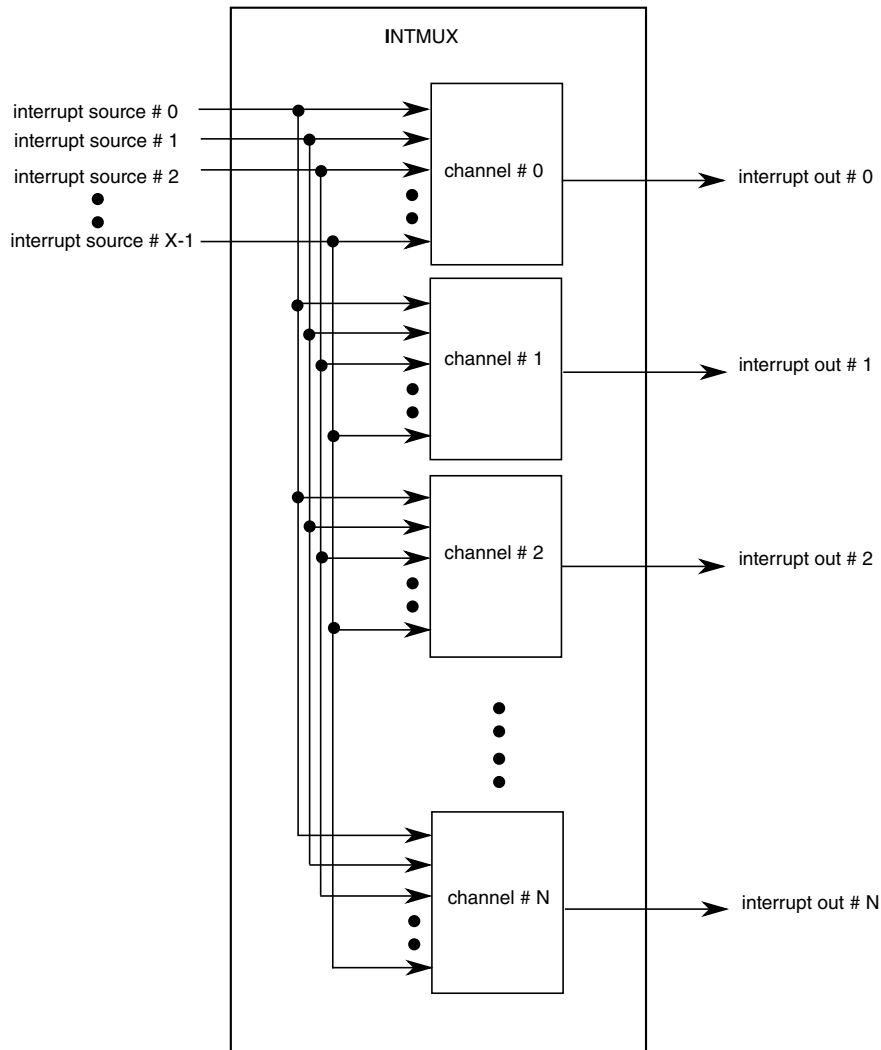 INTMUX
interrupt source # 0
interrupt source # 1
interrupt source # 2
interrupt source # X-1
channel # 0
interrupt out # 0
channel # 1
interrupt out # 1
channel # 2
interrupt out # 2
channel # N
interrupt out # N